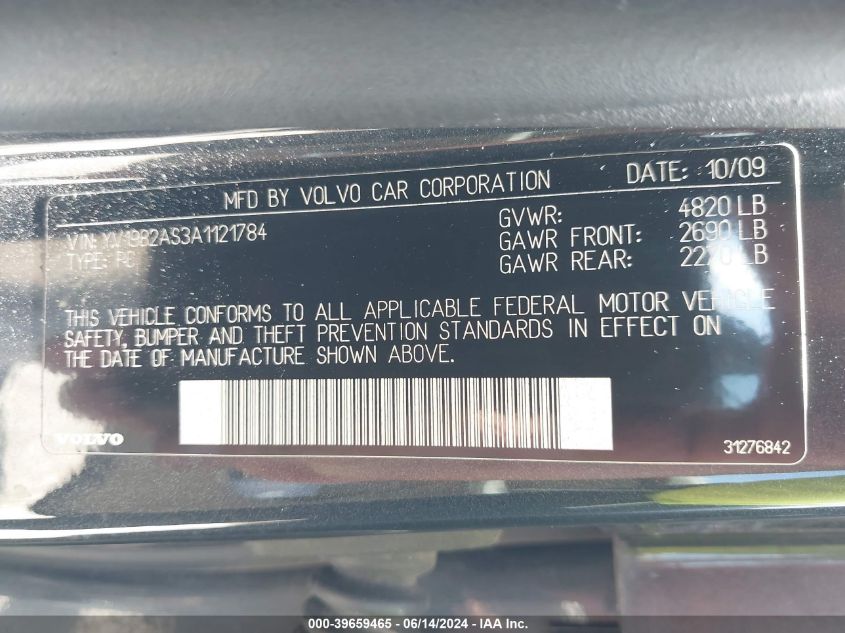 MFD BY VOLVO CAR CORPORATION DATE: 10/09
VIN: YV1982AS3A1121784
TYPE: PC
GVWR: 4820 LB
GAWR FRONT: 2690 LB
GAWR REAR: LB
THIS VEHICLE CONFORMS TO ALL APPLICABLE FEDERAL MOTOR VEHICLE
SAFETY, BUMPER AND THEFT PREVENTION STANDARDS IN EFFECT ON
THE DATE OF MANUFACTURE SHOWN ABOVE.
VOLVO
31276842
000-39659465 - 06/14/2024 - IAA Inc.